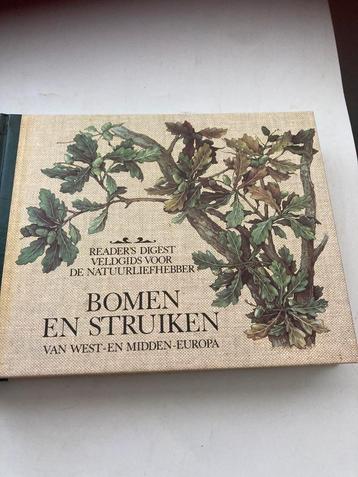 READER'S DIGEST
VELDGIDS VOOR
DE NATUURLIEFHEBBER
BOMEN
EN STRUIKEN
VAN WEST-EN MIDDEN-EUROPA